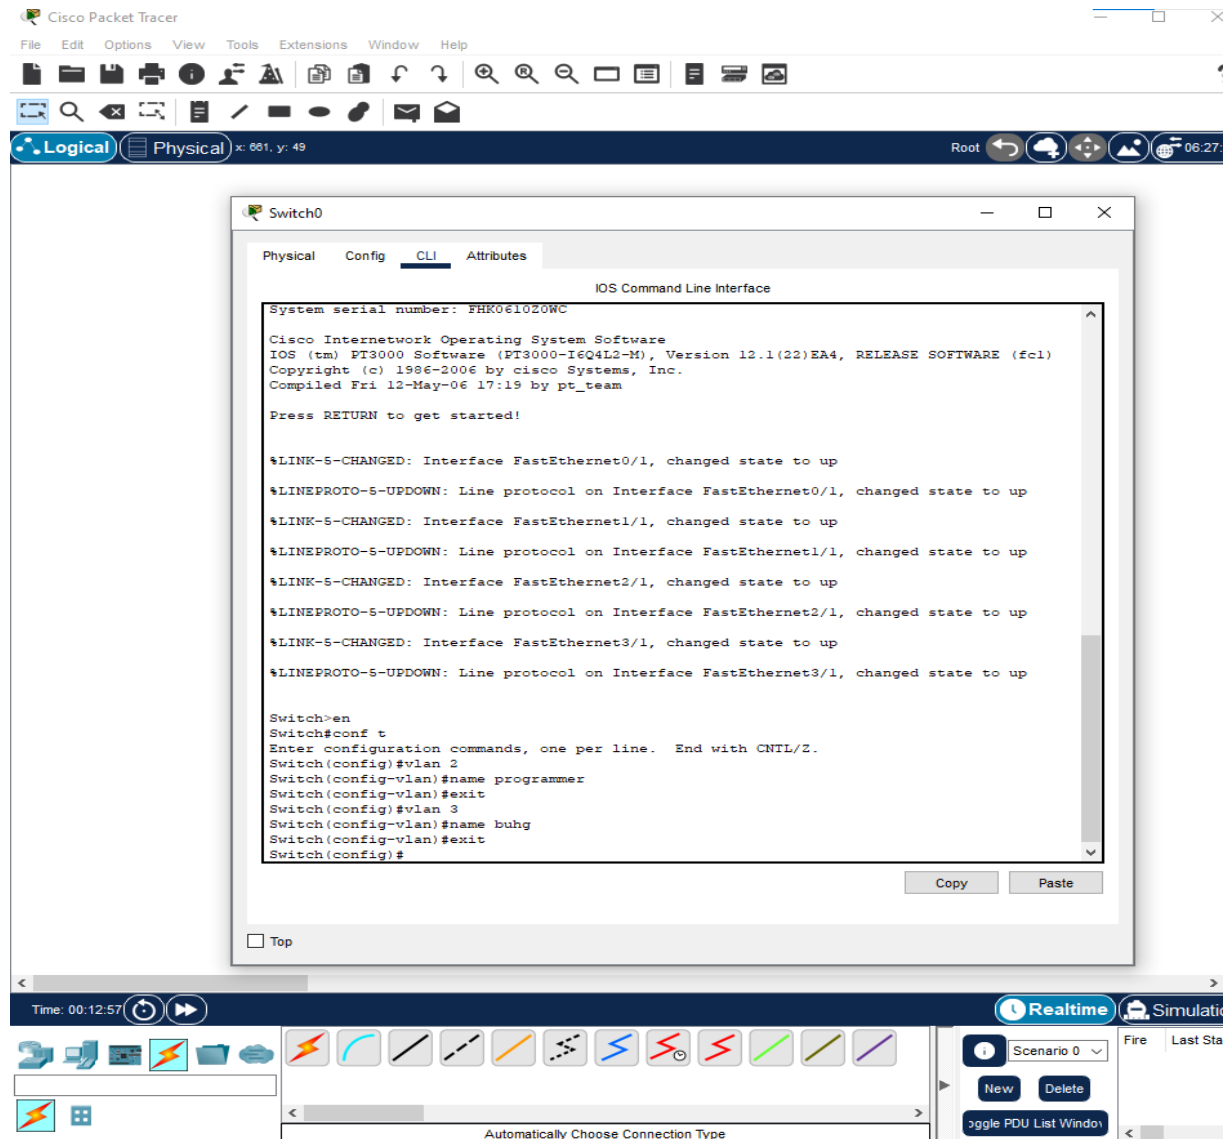 Cisco Packet Tracer
File Edit Options View Tools Extensions Window Help
Logical Physical x: 661, y: 49 Root 06:27:
Switch0
Physical Config CLI Attributes
IOS Command Line Interface
System serial number: FHK0610Z0WC
Cisco Internetwork Operating System Software
IOS (tm) PT3000 Software (PT3000-I6Q4L2-M), Version 12.1(22)EA4, RELEASE SOFTWARE (fc1)
Copyright (c) 1986-2006 by cisco Systems, Inc.
Compiled Fri 12-May-06 17:19 by pt_team
Press RETURN to get started!
%LINK-5-CHANGED: Interface FastEthernet0/1, changed state to up
%LINEPROTO-5-UPDOWN: Line protocol on Interface FastEthernet0/1, changed state to up
%LINK-5-CHANGED: Interface FastEthernet1/1, changed state to up
%LINEPROTO-5-UPDOWN: Line protocol on Interface FastEthernet1/1, changed state to up
%LINK-5-CHANGED: Interface FastEthernet2/1, changed state to up
%LINEPROTO-5-UPDOWN: Line protocol on Interface FastEthernet2/1, changed state to up
%LINK-5-CHANGED: Interface FastEthernet3/1, changed state to up
%LINEPROTO-5-UPDOWN: Line protocol on Interface FastEthernet3/1, changed state to up
Switch>en
Switch#conf t
Enter configuration commands, one per line. End with CNTL/Z.
Switch(config)#vlan 2
Switch(config-vlan)#name programmer
Switch(config-vlan)#exit
Switch(config)#vlan 3
Switch(config-vlan)#name buhg
Switch(config-vlan)#exit
Switch(config)#
Copy Paste
Top
Time: 00:12:57 Realtime Simulatio
Scenario 0 Fire Last Sta
New Delete
oggle PDU List Window
Automatically Choose Connection Type